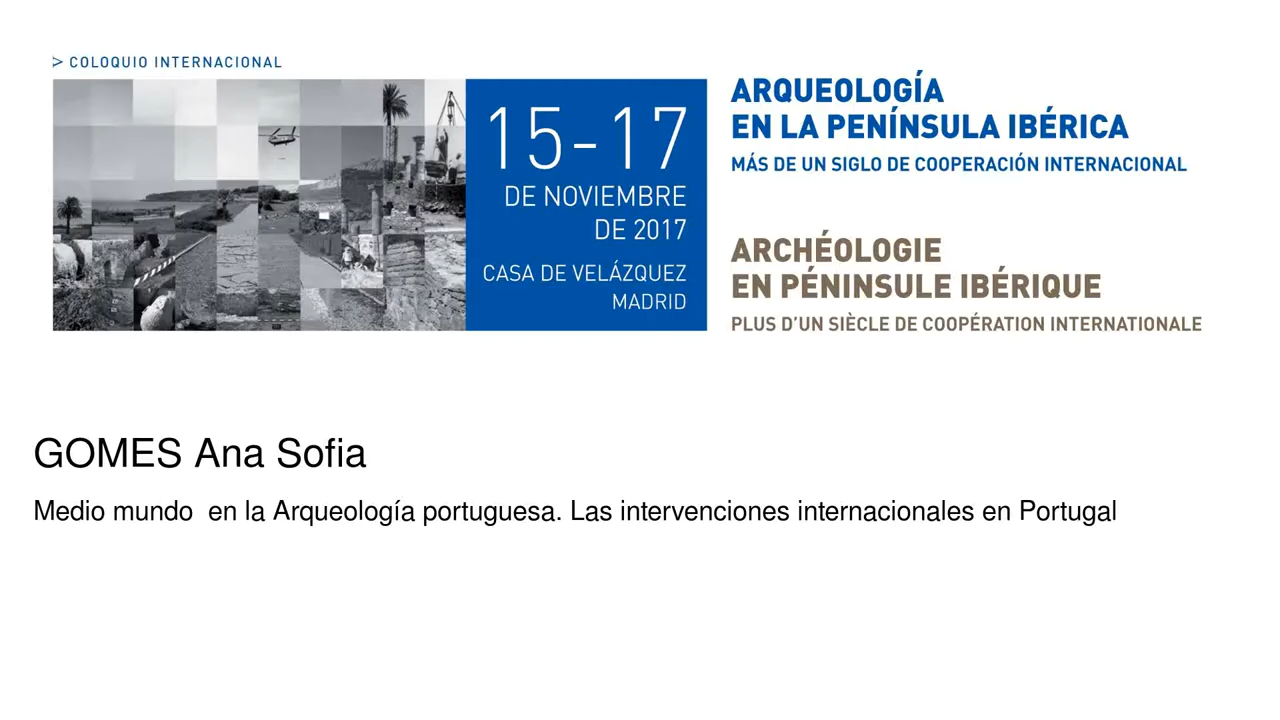 > COLOQUIO INTERNACIONAL
15-17
DE NOVIEMBRE
DE 2017
CASA DE VELÁZQUEZ
MADRID
ARQUEOLOGÍA
EN LA PENÍNSULA IBÉRICA
MÁS DE UN SIGLO DE COOPERACIÓN INTERNACIONAL
ARCHÉOLOGIE
EN PÉNINSULE IBÉRIQUE
PLUS D'UN SIÈCLE DE COOPÉRATION INTERNATIONALE
GOMES Ana Sofia
Medio mundo  en la Arqueología portuguesa. Las intervenciones internacionales en Portugal